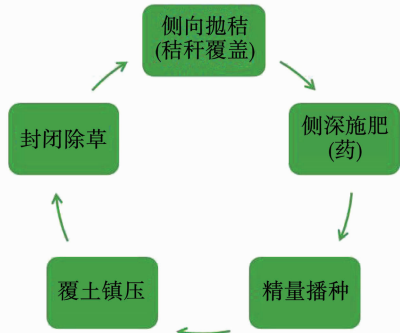 侧向抛秸
(秸秆覆盖)
侧深施肥
(药)
精量播种
覆土镇压
封闭除草